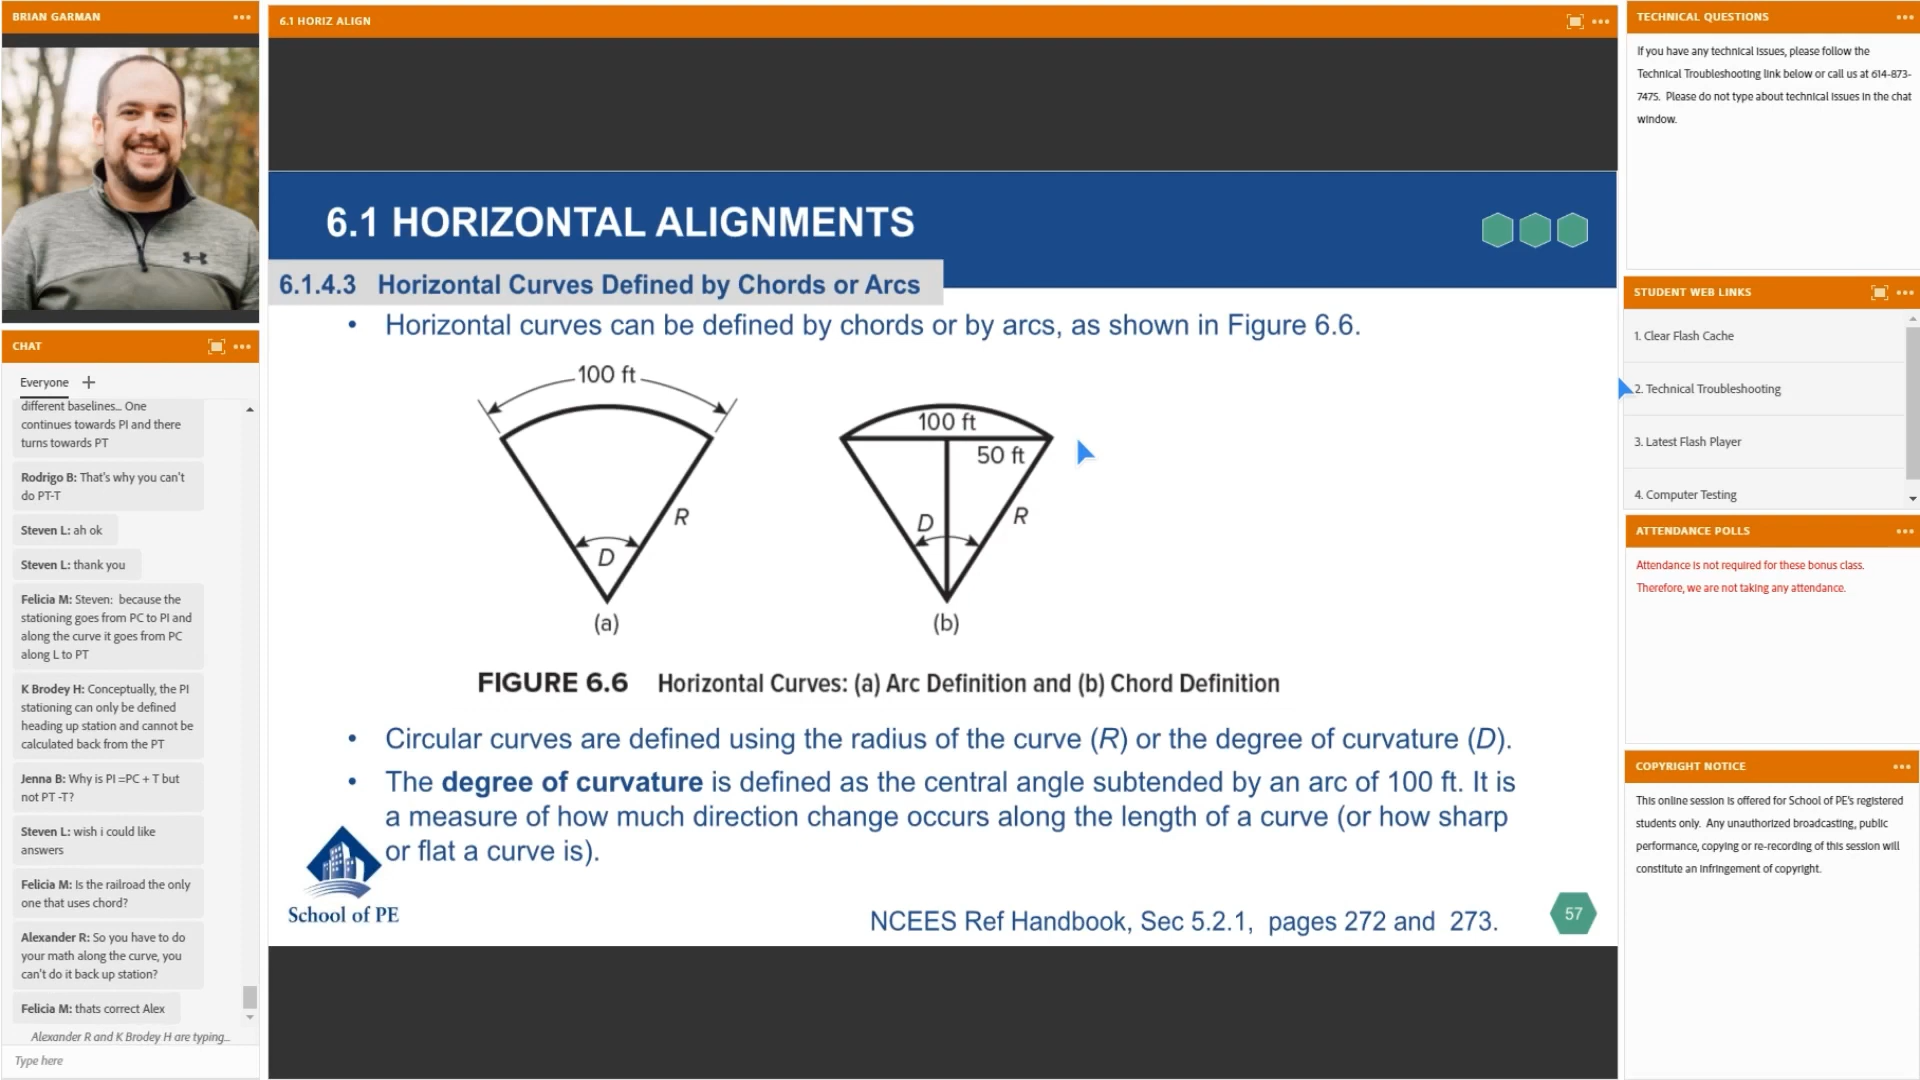 BRIAN GARMAN
CHAT
Everyone
different baselines... One
continues towards PI and there
turns towards PT
Rodrigo B: That's why you can't
do PT-T
Steven L: ah ok
Steven L: thank you
Felicia M: Steven: because the
stationing goes from PC to PI and
along the curve it goes from PC
along L to PT
K Brodey H: Conceptually, the PI
stationing can only be defined
heading up station and cannot be
calculated back from the PT
Jenna B: Why is PI =PC + T but
not PT -T?
Steven L: wish i could like
answers
Felicia M: Is the railroad the only
one that uses chord?
Alexander R: So you have to do
your math along the curve, you
can't do it back up station?
Felicia M: thats correct Alex
Alexander R and K Brodey H are typing...
Type here
6.1 HORIZ ALIGN
6.1 HORIZONTAL ALIGNMENTS
6.1.4.3 Horizontal Curves Defined by Chords or Arcs
• Horizontal curves can be defined by chords or by arcs, as shown in Figure 6.6.
100 ft
R
D
(a)
100 ft
50 ft
D
R
(b)
FIGURE 6.6 Horizontal Curves: (a) Arc Definition and (b) Chord Definition
• Circular curves are defined using the radius of the curve (R) or the degree of curvature (D).
• The degree of curvature is defined as the central angle subtended by an arc of 100 ft. It is
a measure of how much direction change occurs along the length of a curve (or how sharp
or flat a curve is).
School of PE
NCEES Ref Handbook, Sec 5.2.1, pages 272 and 273.
57
TECHNICAL QUESTIONS
If you have any technical issues, please follow the
Technical Troubleshooting link below or call us at 614-873-
7475. Please do not type about technical issues in the chat
window.
STUDENT WEB LINKS
1. Clear Flash Cache
2. Technical Troubleshooting
3. Latest Flash Player
4. Computer Testing
ATTENDANCE POLLS
Attendance is not required for these bonus class.
Therefore, we are not taking any attendance.
COPYRIGHT NOTICE
This online session is offered for School of PE's registered
students only. Any unauthorized broadcasting, public
performance, copying or re-recording of this session will
constitute an infringement of copyright.